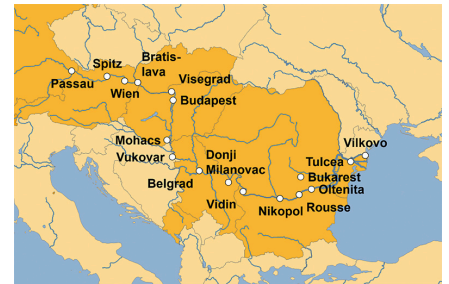 Spitz
Bratis-
lava
Passau
Wien
Visegrad
Budapest
Mohacs
Vukovar
Donji
Milanovac
Belgrad
Vidin
Vilkovo
Tulcea
Bukarest
Oltenita
Nikopol
Rousse